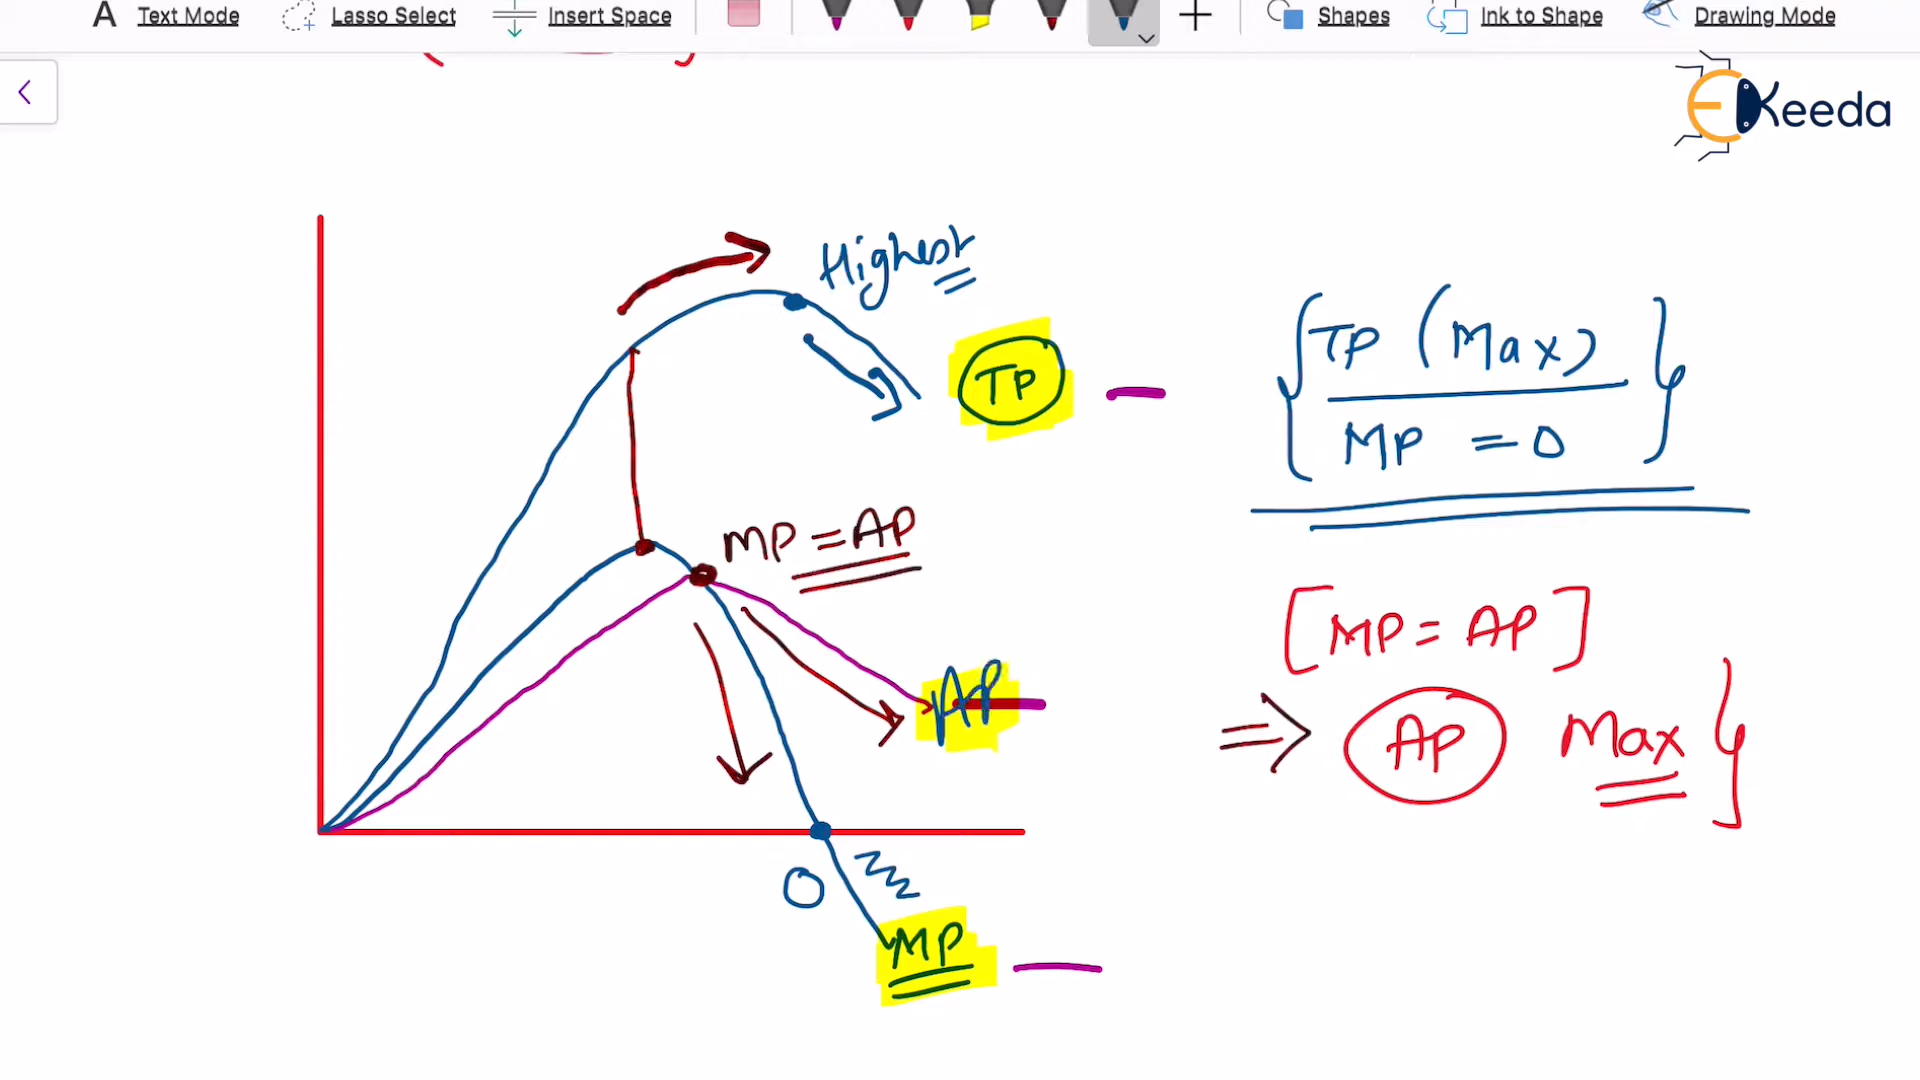 Text Mode
Lasso Select
Insert Space
Shapes
Ink to Shape
Drawing Mode
EKeeda
Highest
TP
TP (Max)
MP = 0
MP = AP
[MP = AP]
AP
⇒ AP Max}
0
MP